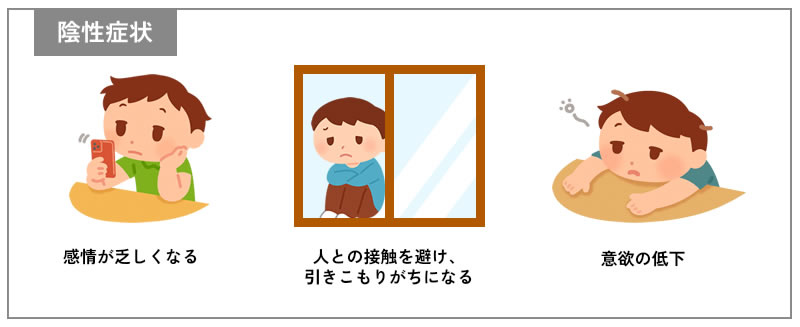 陰性症状
感情が乏しくなる
人との接触を避け、
引きこもりがちになる
意欲の低下